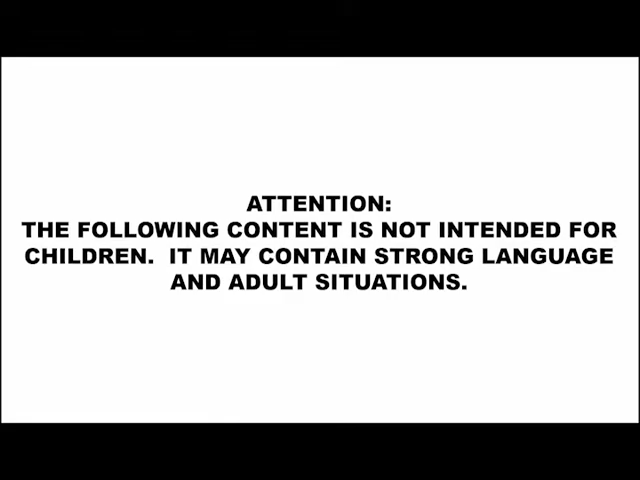 ATTENTION:
THE FOLLOWING CONTENT IS NOT INTENDED FOR
CHILDREN.  IT MAY CONTAIN STRONG LANGUAGE
AND ADULT SITUATIONS.